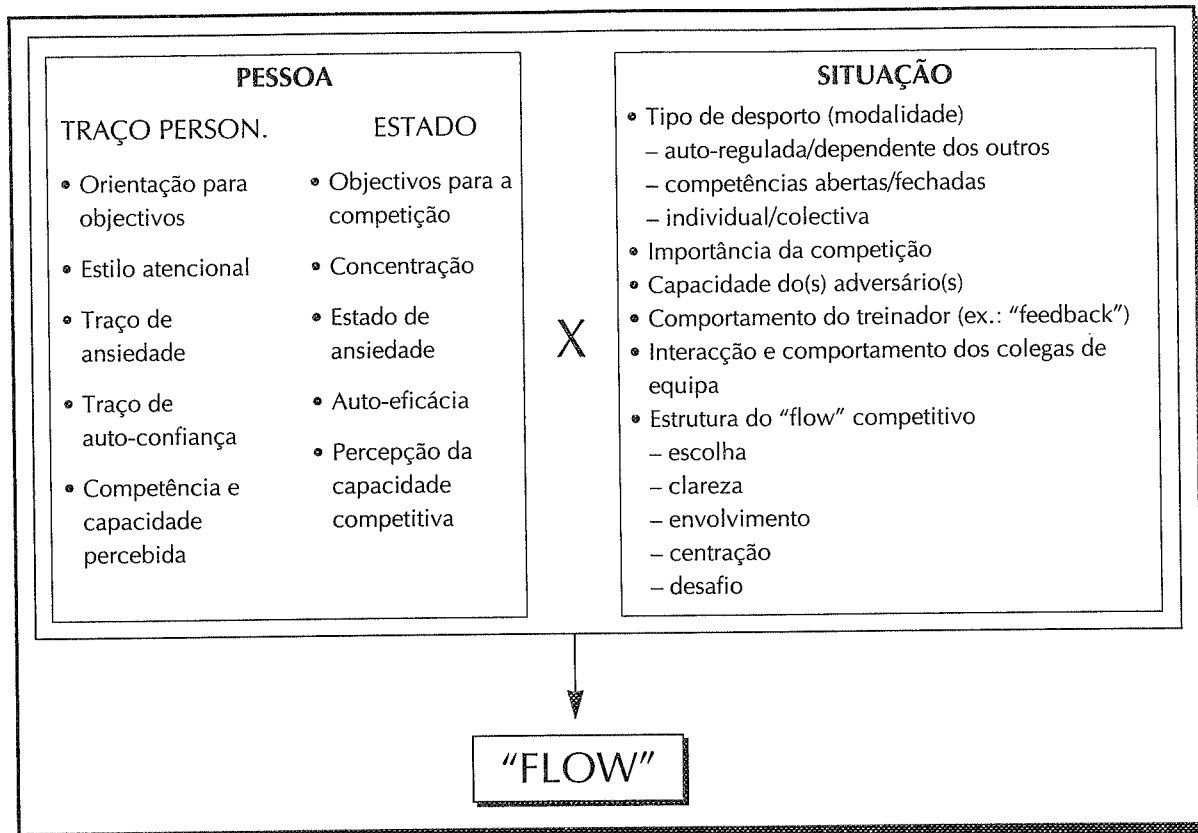 PESSOA
TRAÇO PERSON.
• Orientação para
objectivos
• Estilo atencional
• Traço de
ansiedade
• Traço de
auto-confiança
• Competência e
capacidade
percebida
ESTADO
• Objectivos para a
competição
• Concentração
• Estado de
ansiedade
• Auto-eficácia
• Percepção da
capacidade
competitiva
X
SITUAÇÃO
• Tipo de desporto (modalidade)
– auto-regulada/dependente dos outros
– competências abertas/fechadas
– individual/colectiva
• Importância da competição
• Capacidade do(s) adversário(s)
• Comportamento do treinador (ex.: “feedback”)
• Interacção e comportamento dos colegas de
equipa
• Estrutura do “flow” competitivo
– escolha
– clareza
– envolvimento
– centração
– desafio
“FLOW”